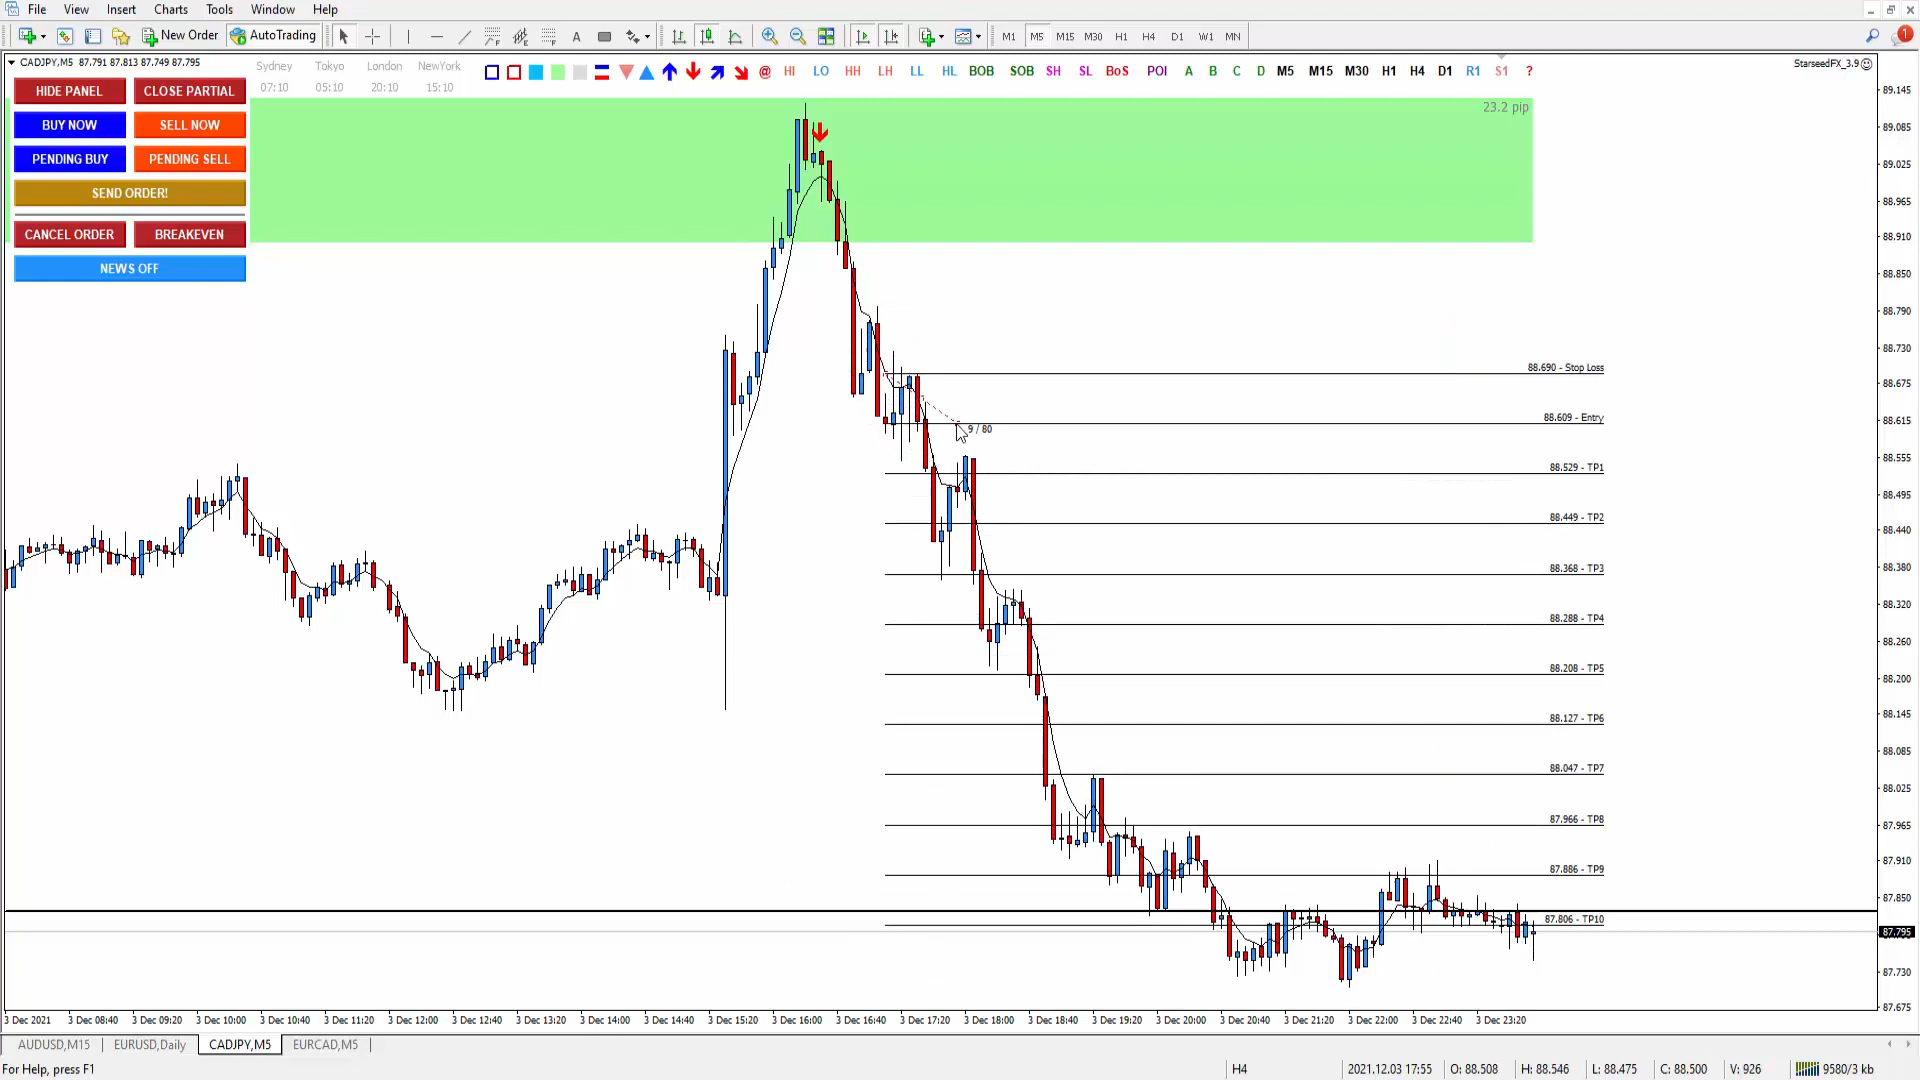 File View Insert Charts Tools Window Help
New Order AutoTrading A M1 M5 M15 M30 H1 H4 D1 W1 MN 1
CADJPY,M5 87.791 87.813 87.749 87.795
Sydney Tokyo London NewYork
07:10 05:10 20:10 15:10
@ HI LO HH LH LL HL BOB SOB SH SL BoS POI A B C D M5 M15 M30 H1 H4 D1 R1 S1 ?
StarseedFX_3.9
HIDE PANEL CLOSE PARTIAL
BUY NOW SELL NOW
PENDING BUY PENDING SELL
SEND ORDER!
CANCEL ORDER BREAKEVEN
NEWS OFF
23.2 pip
88.690 - Stop Loss
88.609 - Entry
9 / 80
88.529 - TP1
88.449 - TP2
88.368 - TP3
88.288 - TP4
88.208 - TP5
88.127 - TP6
88.047 - TP7
87.966 - TP8
87.886 - TP9
87.806 - TP10
89.145
89.085
89.025
88.965
88.910
88.850
88.790
88.730
88.675
88.615
88.555
88.495
88.440
88.380
88.320
88.260
88.200
88.145
88.085
88.025
87.965
87.910
87.850
87.795
87.730
87.675
3 Dec 2021 3 Dec 08:40 3 Dec 09:20 3 Dec 10:00 3 Dec 10:40 3 Dec 11:20 3 Dec 12:00 3 Dec 12:40 3 Dec 13:20 3 Dec 14:00 3 Dec 14:40 3 Dec 15:20 3 Dec 16:00 3 Dec 16:40 3 Dec 17:20 3 Dec 18:00 3 Dec 18:40 3 Dec 19:20 3 Dec 20:00 3 Dec 20:40 3 Dec 21:20 3 Dec 22:00 3 Dec 22:40 3 Dec 23:20
AUDUSD,M15 EURUSD,Daily CADJPY,M5 EURCAD,M5
For Help, press F1 H4 2021.12.03 17:55 O: 88.508 H: 88.546 L: 88.475 C: 88.500 V: 926 9580/3 kb